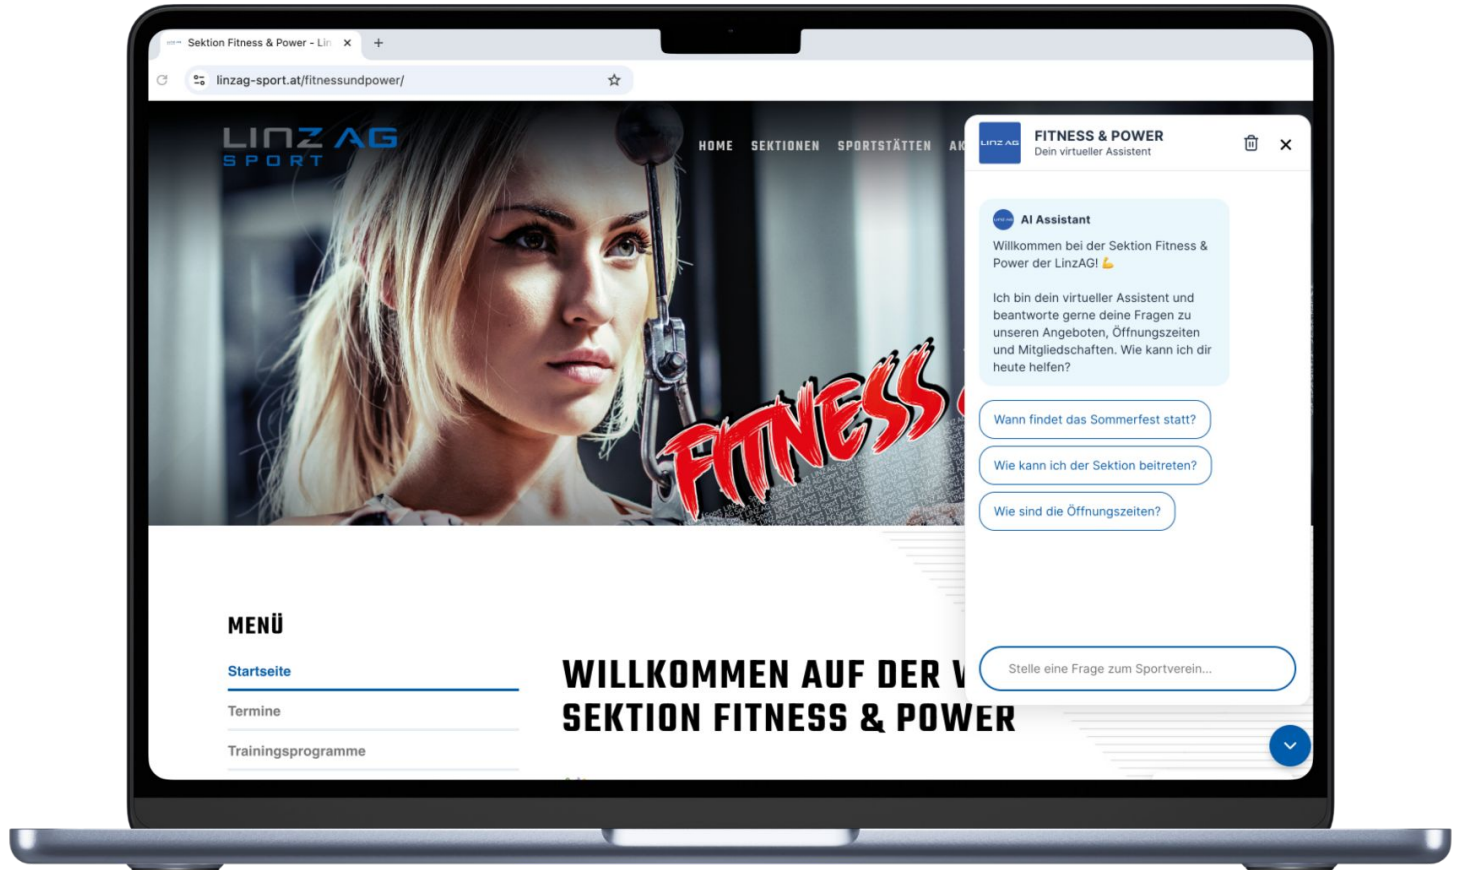 Sektion Fitness & Power - Lin
linzag-sport.at/fitnessundpower/
LINZ AG
SPORT
HOME SEKTIONEN SPORTSTÄTTEN AK
FITNESS &
LINZ AG
FITNESS & POWER
Dein virtueller Assistent
AI Assistant
Willkommen bei der Sektion Fitness &
Power der LinzAG! 💪
Ich bin dein virtueller Assistent und
beantworte gerne deine Fragen zu
unseren Angeboten, Öffnungszeiten
und Mitgliedschaften. Wie kann ich dir
heute helfen?
Wann findet das Sommerfest statt?
Wie kann ich der Sektion beitreten?
Wie sind die Öffnungszeiten?
Stelle eine Frage zum Sportverein...
MENÜ
Startseite
Termine
Trainingsprogramme
WILLKOMMEN AUF DER
SEKTION FITNESS & POWER